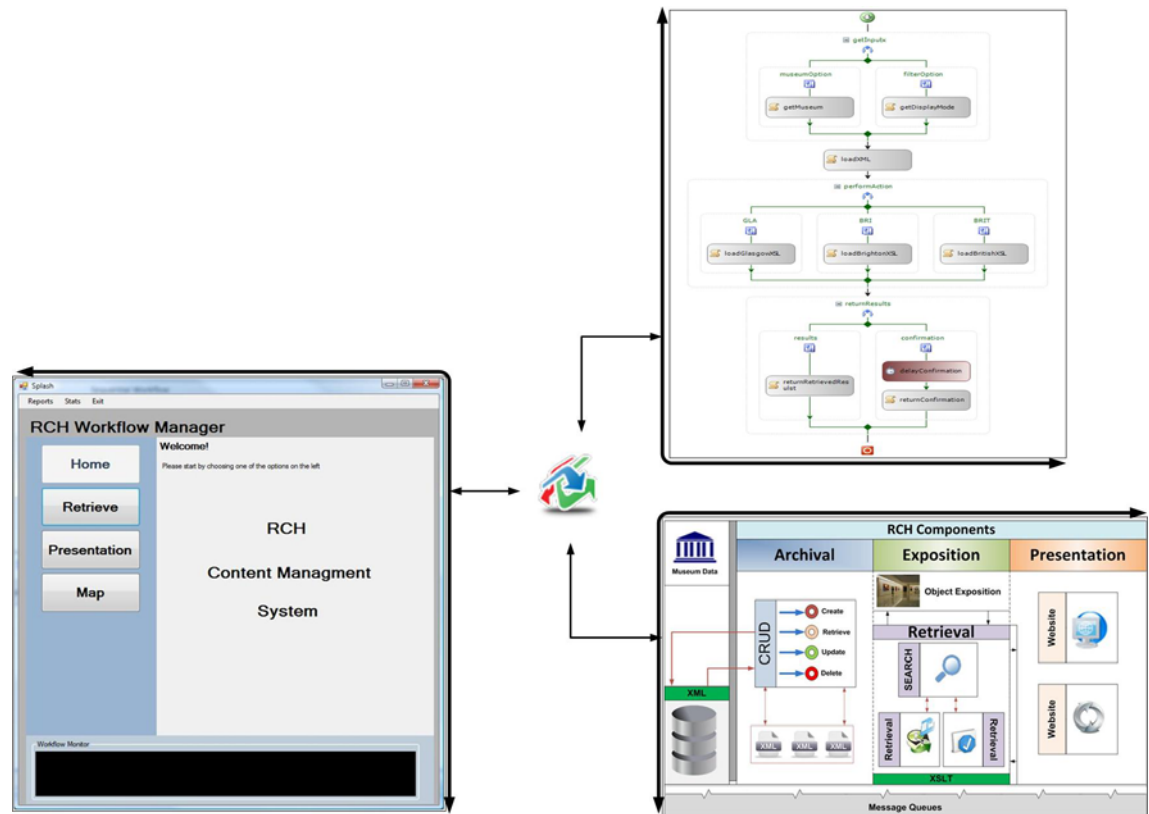 getInputs
museumOption
filterOption
getMuseum
getDisplayMode
loadXML
performAction
GLA
BRI
BRIT
loadGlasgowXSL
loadBrightonXSL
loadBritishXSL
returnResults
results
confirmation
returnRetrievedRes
ulst
delayConfirmation
returnConfirmation
Splash
Reports Stats Exit
RCH Workflow Manager
Home
Retrieve
Presentation
Map
Welcome!
Please start by choosing one of the options on the left
RCH
Content Managment
System
Workflow Monitor
RCH Components
Museum Data
Archival
Exposition
Presentation
Object Exposition
CRUD
Create
Retrieve
Update
Delete
Retrieval
SEARCH
Retrieval
Retrieval
Website
Website
XML
XML XML XML
XSLT
Message Queues